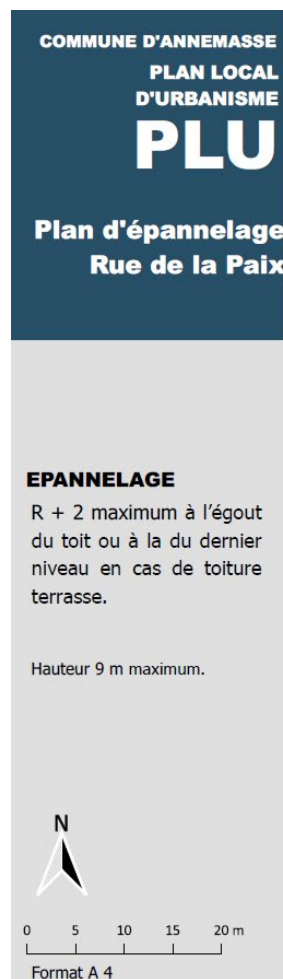 COMMUNE D'ANNEMASSE
PLAN LOCAL
D'URBANISME
PLU
Plan d'épannelage
Rue de la Paix
EPANNELAGE
R + 2 maximum à l'égout
du toit ou à la du dernier
niveau en cas de toiture
terrasse.
Hauteur 9 m maximum.
N
0 5 10 15 20 m
Format A 4